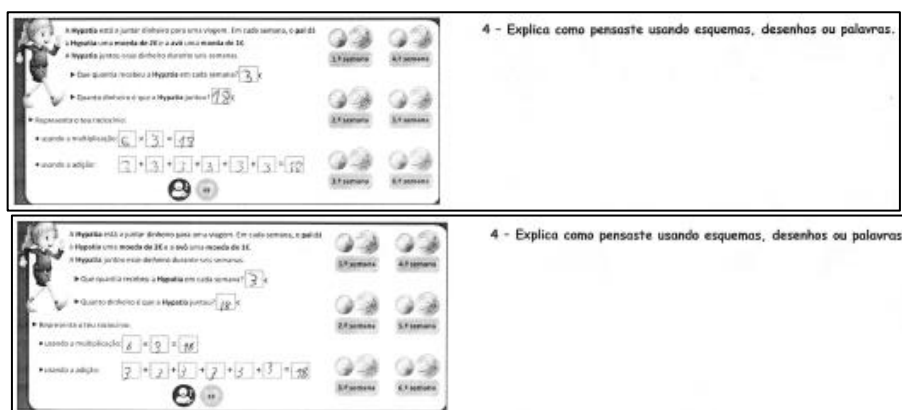 A Hypatia está a juntar dinheiro para uma viagem. Em cada semana, o pai dá
à Hypatia uma moeda de 2€ e a avó uma moeda de 1€.
A Hypatia juntou esse dinheiro durante seis semanas.
▶ Que quantia recebeu a Hypatia em cada semana? 3 €
▶ Quanto dinheiro é que a Hypatia juntou? 18 €
▶ Representa o teu raciocínio:
• usando a multiplicação: 6 × 3 = 18
• usando a adição: 3 + 3 + 3 + 3 + 3 + 3 = 18
1.ª semana 4.ª semana
2.ª semana 5.ª semana
3.ª semana 6.ª semana
4 - Explica como pensaste usando esquemas, desenhos ou palavras.
A Hypatia está a juntar dinheiro para uma viagem. Em cada semana, o pai dá
à Hypatia uma moeda de 2€ e a avó uma moeda de 1€.
A Hypatia juntou esse dinheiro durante seis semanas.
▶ Que quantia recebeu a Hypatia em cada semana? 3 €
▶ Quanto dinheiro é que a Hypatia juntou? 18 €
▶ Representa o teu raciocínio:
• usando a multiplicação: 6 × 3 = 18
• usando a adição: 3 + 3 + 3 + 3 + 3 + 3 = 18
1.ª semana 4.ª semana
2.ª semana 5.ª semana
3.ª semana 6.ª semana
4 - Explica como pensaste usando esquemas, desenhos ou palavras